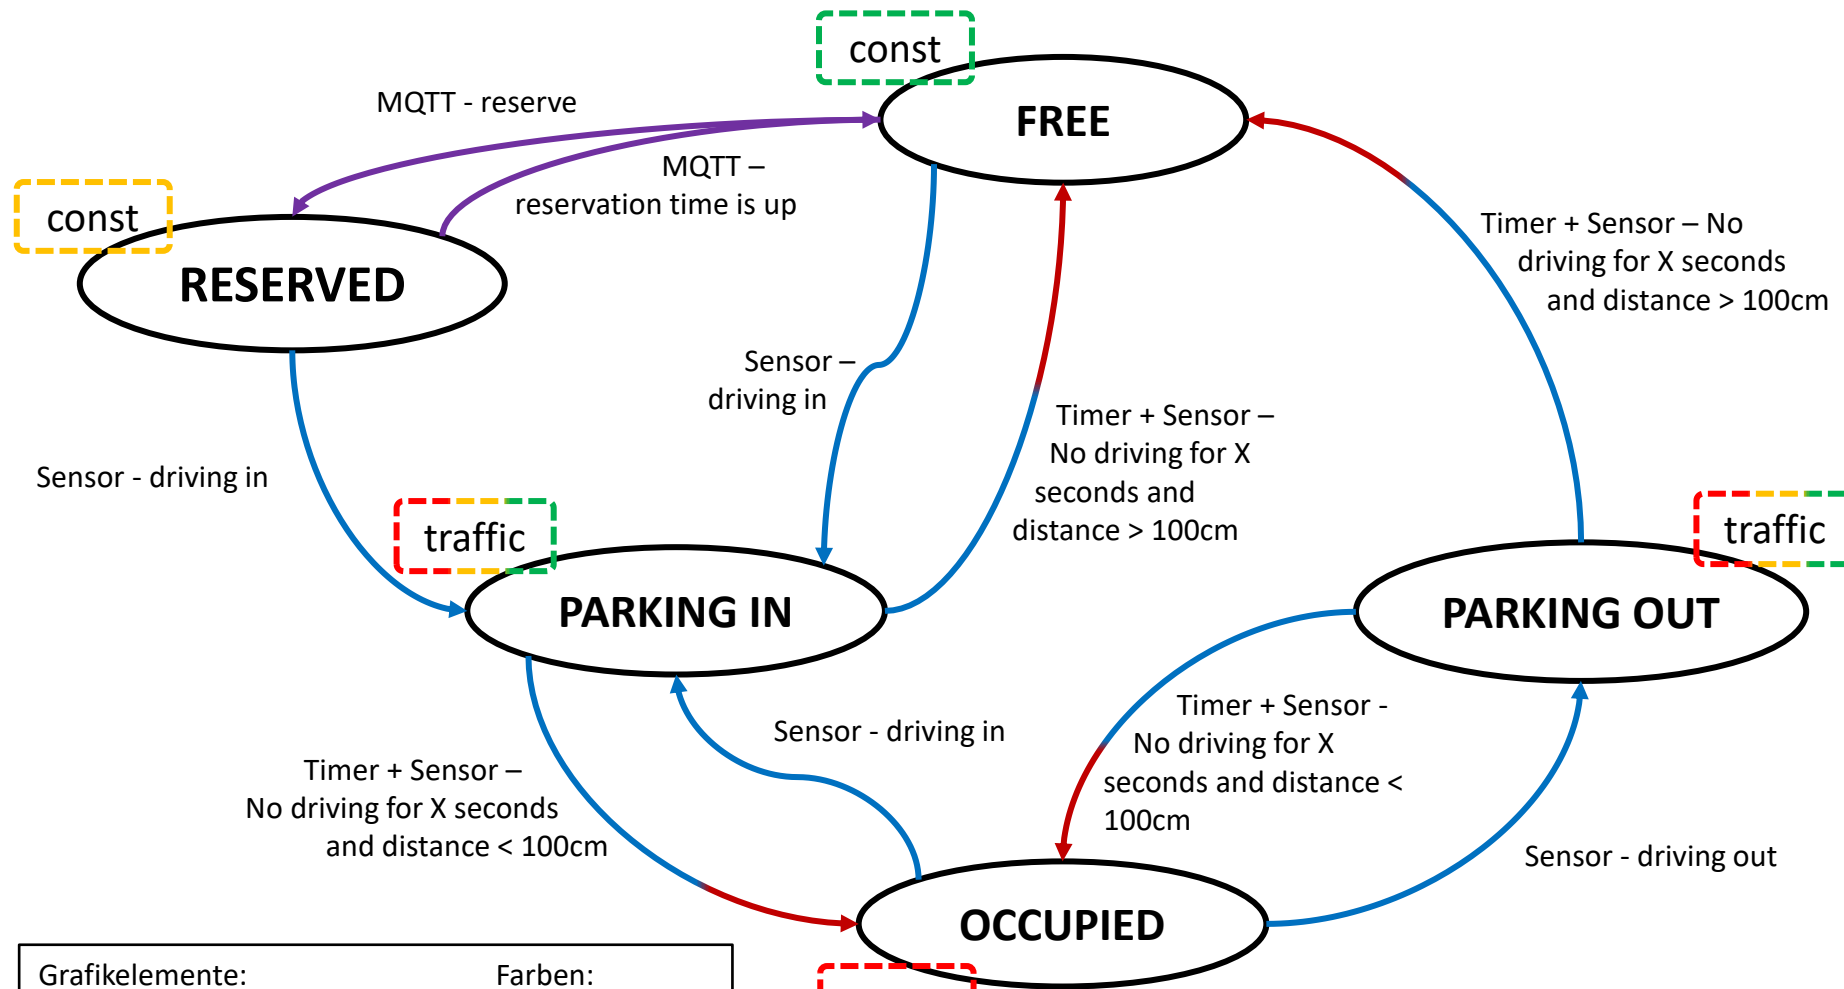 const
FREE
MQTT - reserve
MQTT –
reservation time is up
const
RESERVED
Timer + Sensor – No
driving for X seconds
and distance > 100cm
Sensor –
driving in
Timer + Sensor –
No driving for X
seconds and
distance > 100cm
Sensor - driving in
traffic
PARKING IN
traffic
PARKING OUT
Timer + Sensor –
No driving for X seconds
and distance < 100cm
Sensor - driving in
Timer + Sensor -
No driving for X
seconds and distance <
100cm
Sensor - driving out
OCCUPIED
Grafikelemente:
Farben: